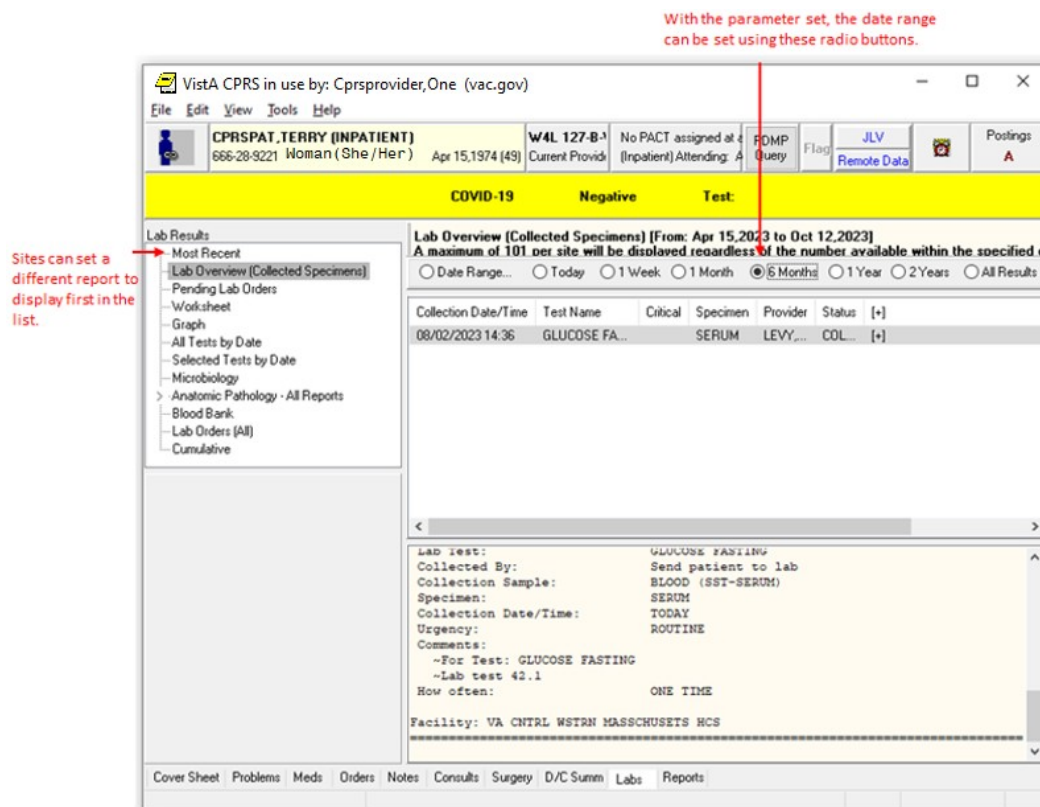 With the parameter set, the date range
can be set using these radio buttons.
VistA CPRS in use by: Cprsprovider,One (vac.gov)
File Edit View Tools Help
CPRSPAT,TERRY (INPATIENT)
666-28-9221 Woman(She/Her) Apr 15,1974 (49)
W4L 127-B-
Current Provid
No PACT assigned at
(Inpatient) Attending: A
PDMP
Query
Flag
JLV
Remote Data
Postings
A
COVID-19 Negative Test:
Sites can set a
different report to
display first in the
list.
Lab Results
Most Recent
Lab Overview (Collected Specimens)
Pending Lab Orders
Worksheet
Graph
All Tests by Date
Selected Tests by Date
Microbiology
Anatomic Pathology - All Reports
Blood Bank
Lab Orders (All)
Cumulative
Lab Overview (Collected Specimens) [From: Apr 15,2023 to Oct 12,2023]
A maximum of 101 per site will be displayed regardless of the number available within the specified
Date Range... Today 1 Week 1 Month 6 Months 1 Year 2 Years All Results
Collection Date/Time Test Name Critical Specimen Provider Status [+]
08/02/2023 14:36 GLUCOSE FA... SERUM LEVY,... COL... [+]
Lab Test: GLUCOSE FASTING
Collected By: Send patient to lab
Collection Sample: BLOOD (SST-SERUM)
Specimen: SERUM
Collection Date/Time: TODAY
Urgency: ROUTINE
Comments:
~For Test: GLUCOSE FASTING
~Lab test 42.1
How often: ONE TIME
Facility: VA CNTRL WSTRN MASSCHUSETS HCS
Cover Sheet Problems Meds Orders Notes Consults Surgery D/C Summ Labs Reports